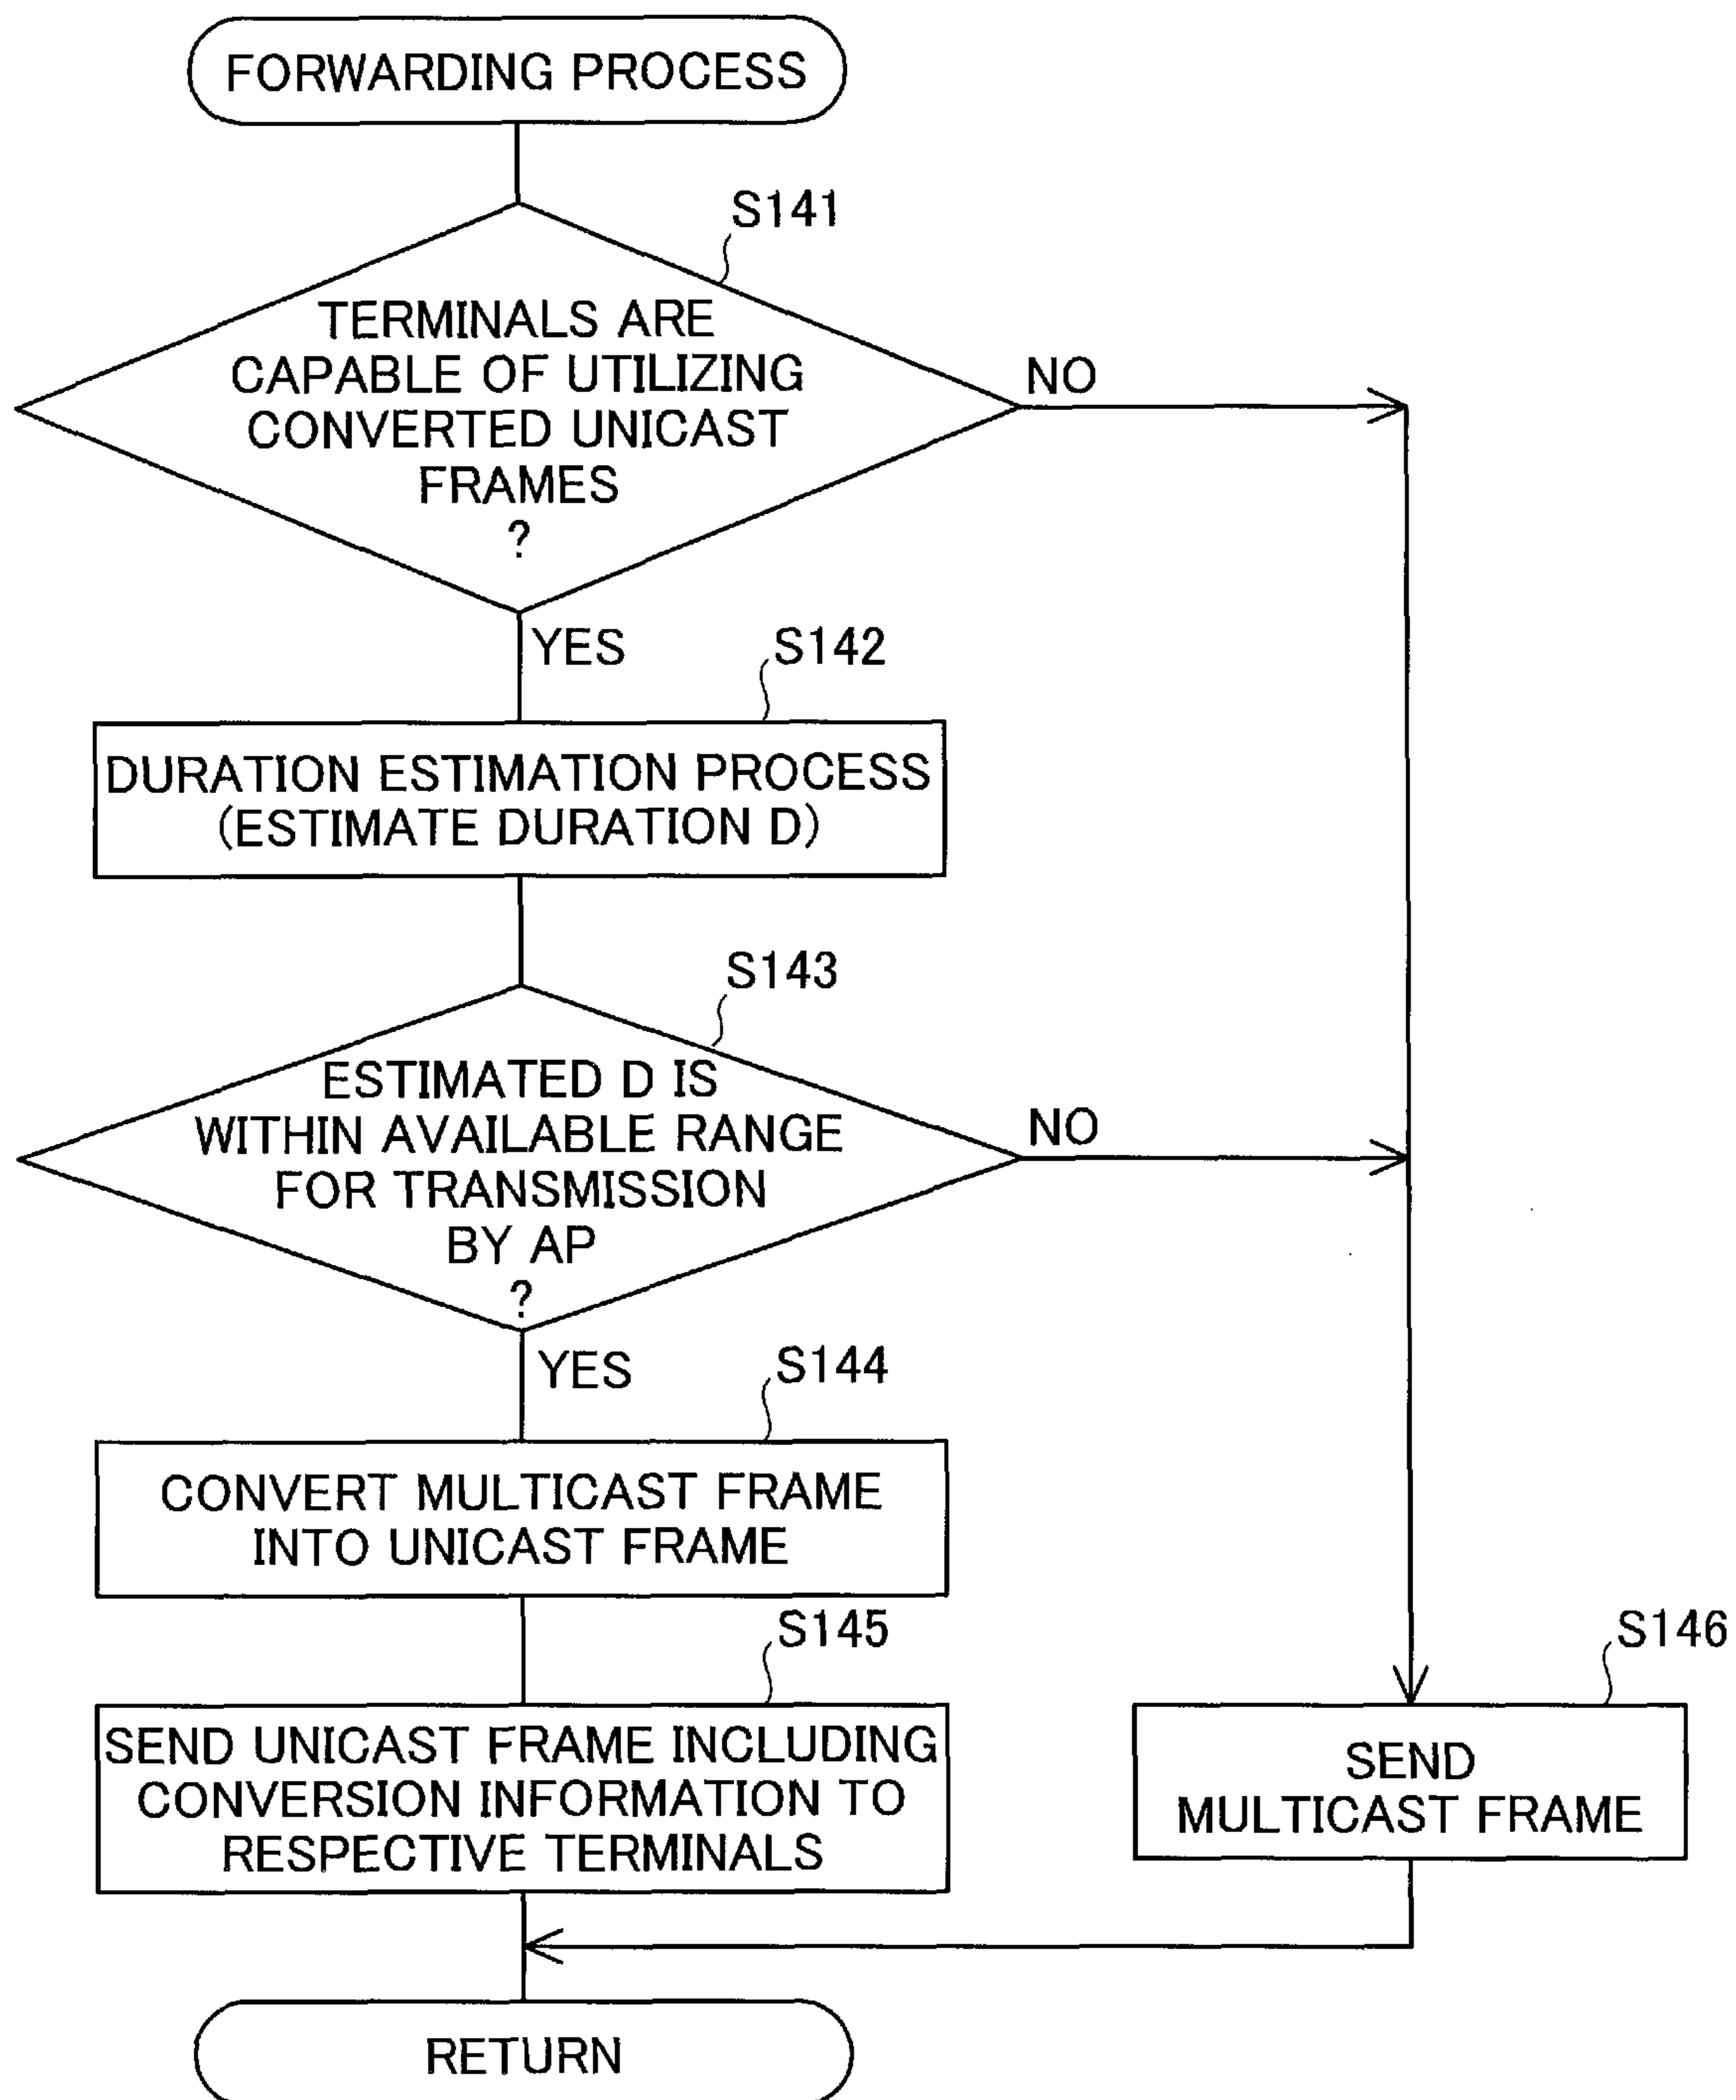 FORWARDING PROCESS
S141
TERMINALS ARE
CAPABLE OF UTILIZING
CONVERTED UNICAST
FRAMES
?
NO
YES
S142
DURATION ESTIMATION PROCESS
(ESTIMATE DURATION D)
S143
ESTIMATED D IS
WITHIN AVAILABLE RANGE
FOR TRANSMISSION
BY AP
?
NO
YES
S144
CONVERT MULTICAST FRAME
INTO UNICAST FRAME
S145
SEND UNICAST FRAME INCLUDING
CONVERSION INFORMATION TO
RESPECTIVE TERMINALS
S146
SEND
MULTICAST FRAME
RETURN